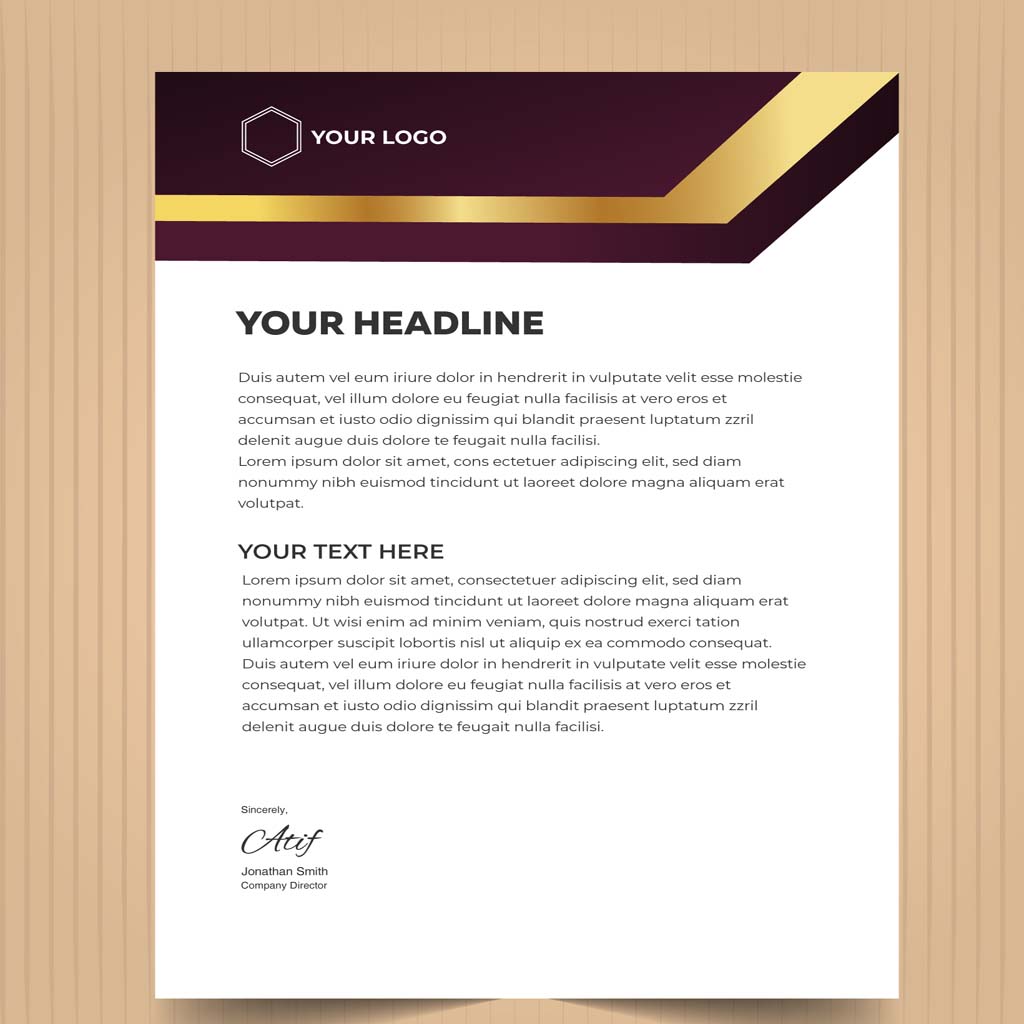 YOUR LOGO
YOUR HEADLINE
Duis autem vel eum iriure dolor in hendrerit in vulputate velit esse molestie
consequat, vel illum dolore eu feugiat nulla facilisis at vero eros et
accumsan et iusto odio dignissim qui blandit praesent luptatum zzril
delenit augue duis dolore te feugait nulla facilisi.
Lorem ipsum dolor sit amet, cons ectetuer adipiscing elit, sed diam
nonummy nibh euismod tincidunt ut laoreet dolore magna aliquam erat
volutpat.
YOUR TEXT HERE
Lorem ipsum dolor sit amet, consectetuer adipiscing elit, sed diam
nonummy nibh euismod tincidunt ut laoreet dolore magna aliquam erat
volutpat. Ut wisi enim ad minim veniam, quis nostrud exerci tation
ullamcorper suscipit lobortis nisl ut aliquip ex ea commodo consequat.
Duis autem vel eum iriure dolor in hendrerit in vulputate velit esse molestie
consequat, vel illum dolore eu feugiat nulla facilisis at vero eros et
accumsan et iusto odio dignissim qui blandit praesent luptatum zzril
delenit augue duis dolore te feugait nulla facilisi.
Sincerely,
Atif
Jonathan Smith
Company Director